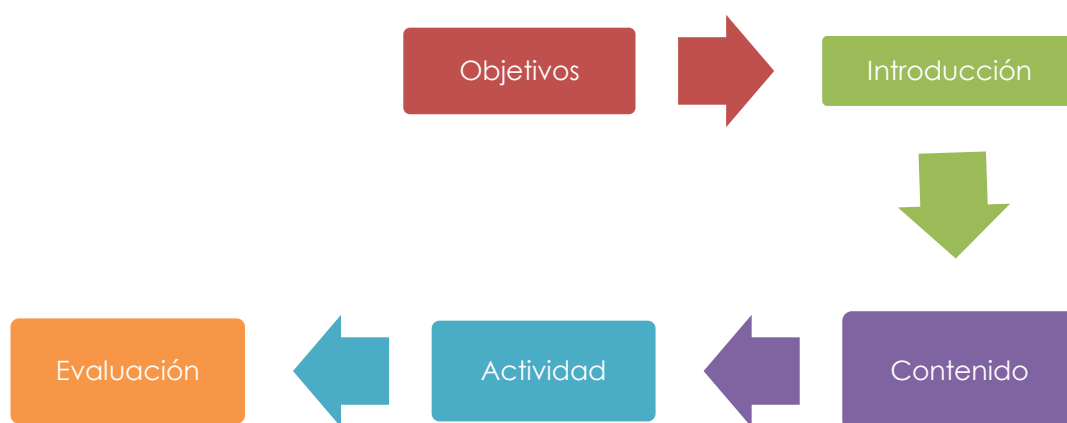 Objetivos
Introducción
Contenido
Actividad
Evaluación